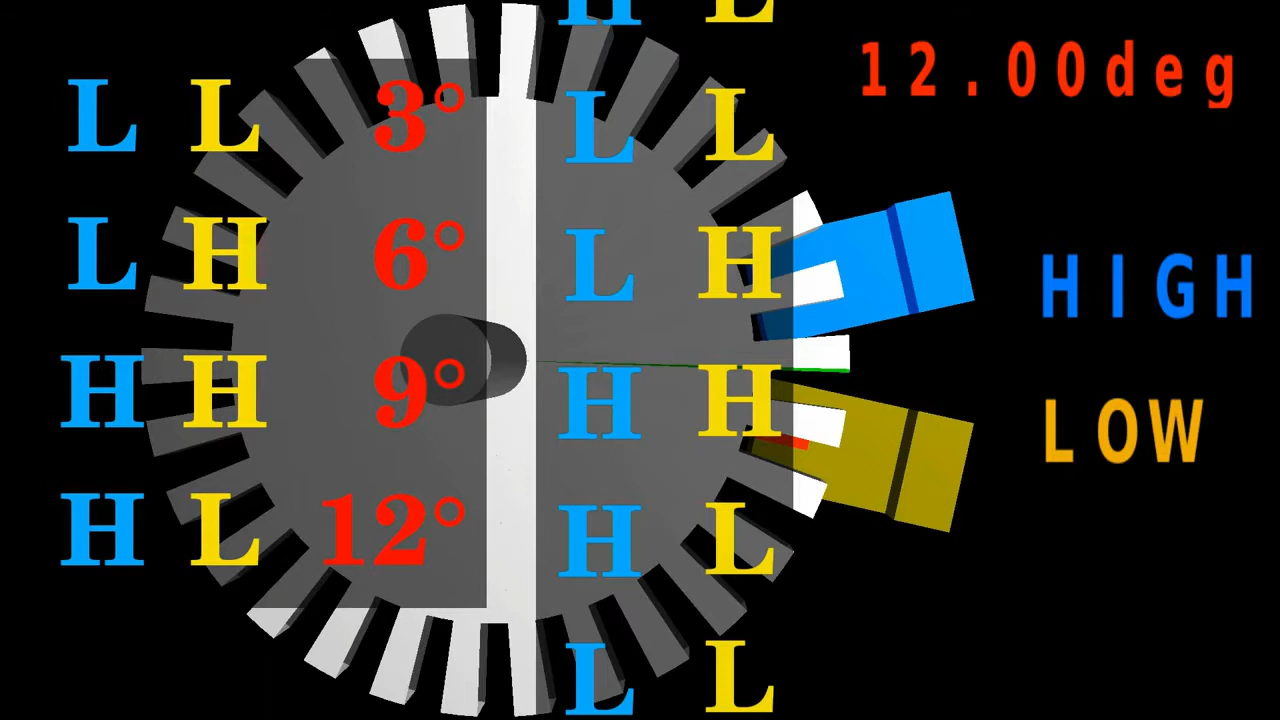 H L
12.00deg
L L 3° L L
L H 6° L H
HIGH
H H 9° H H
LOW
H L 12° H L
L L